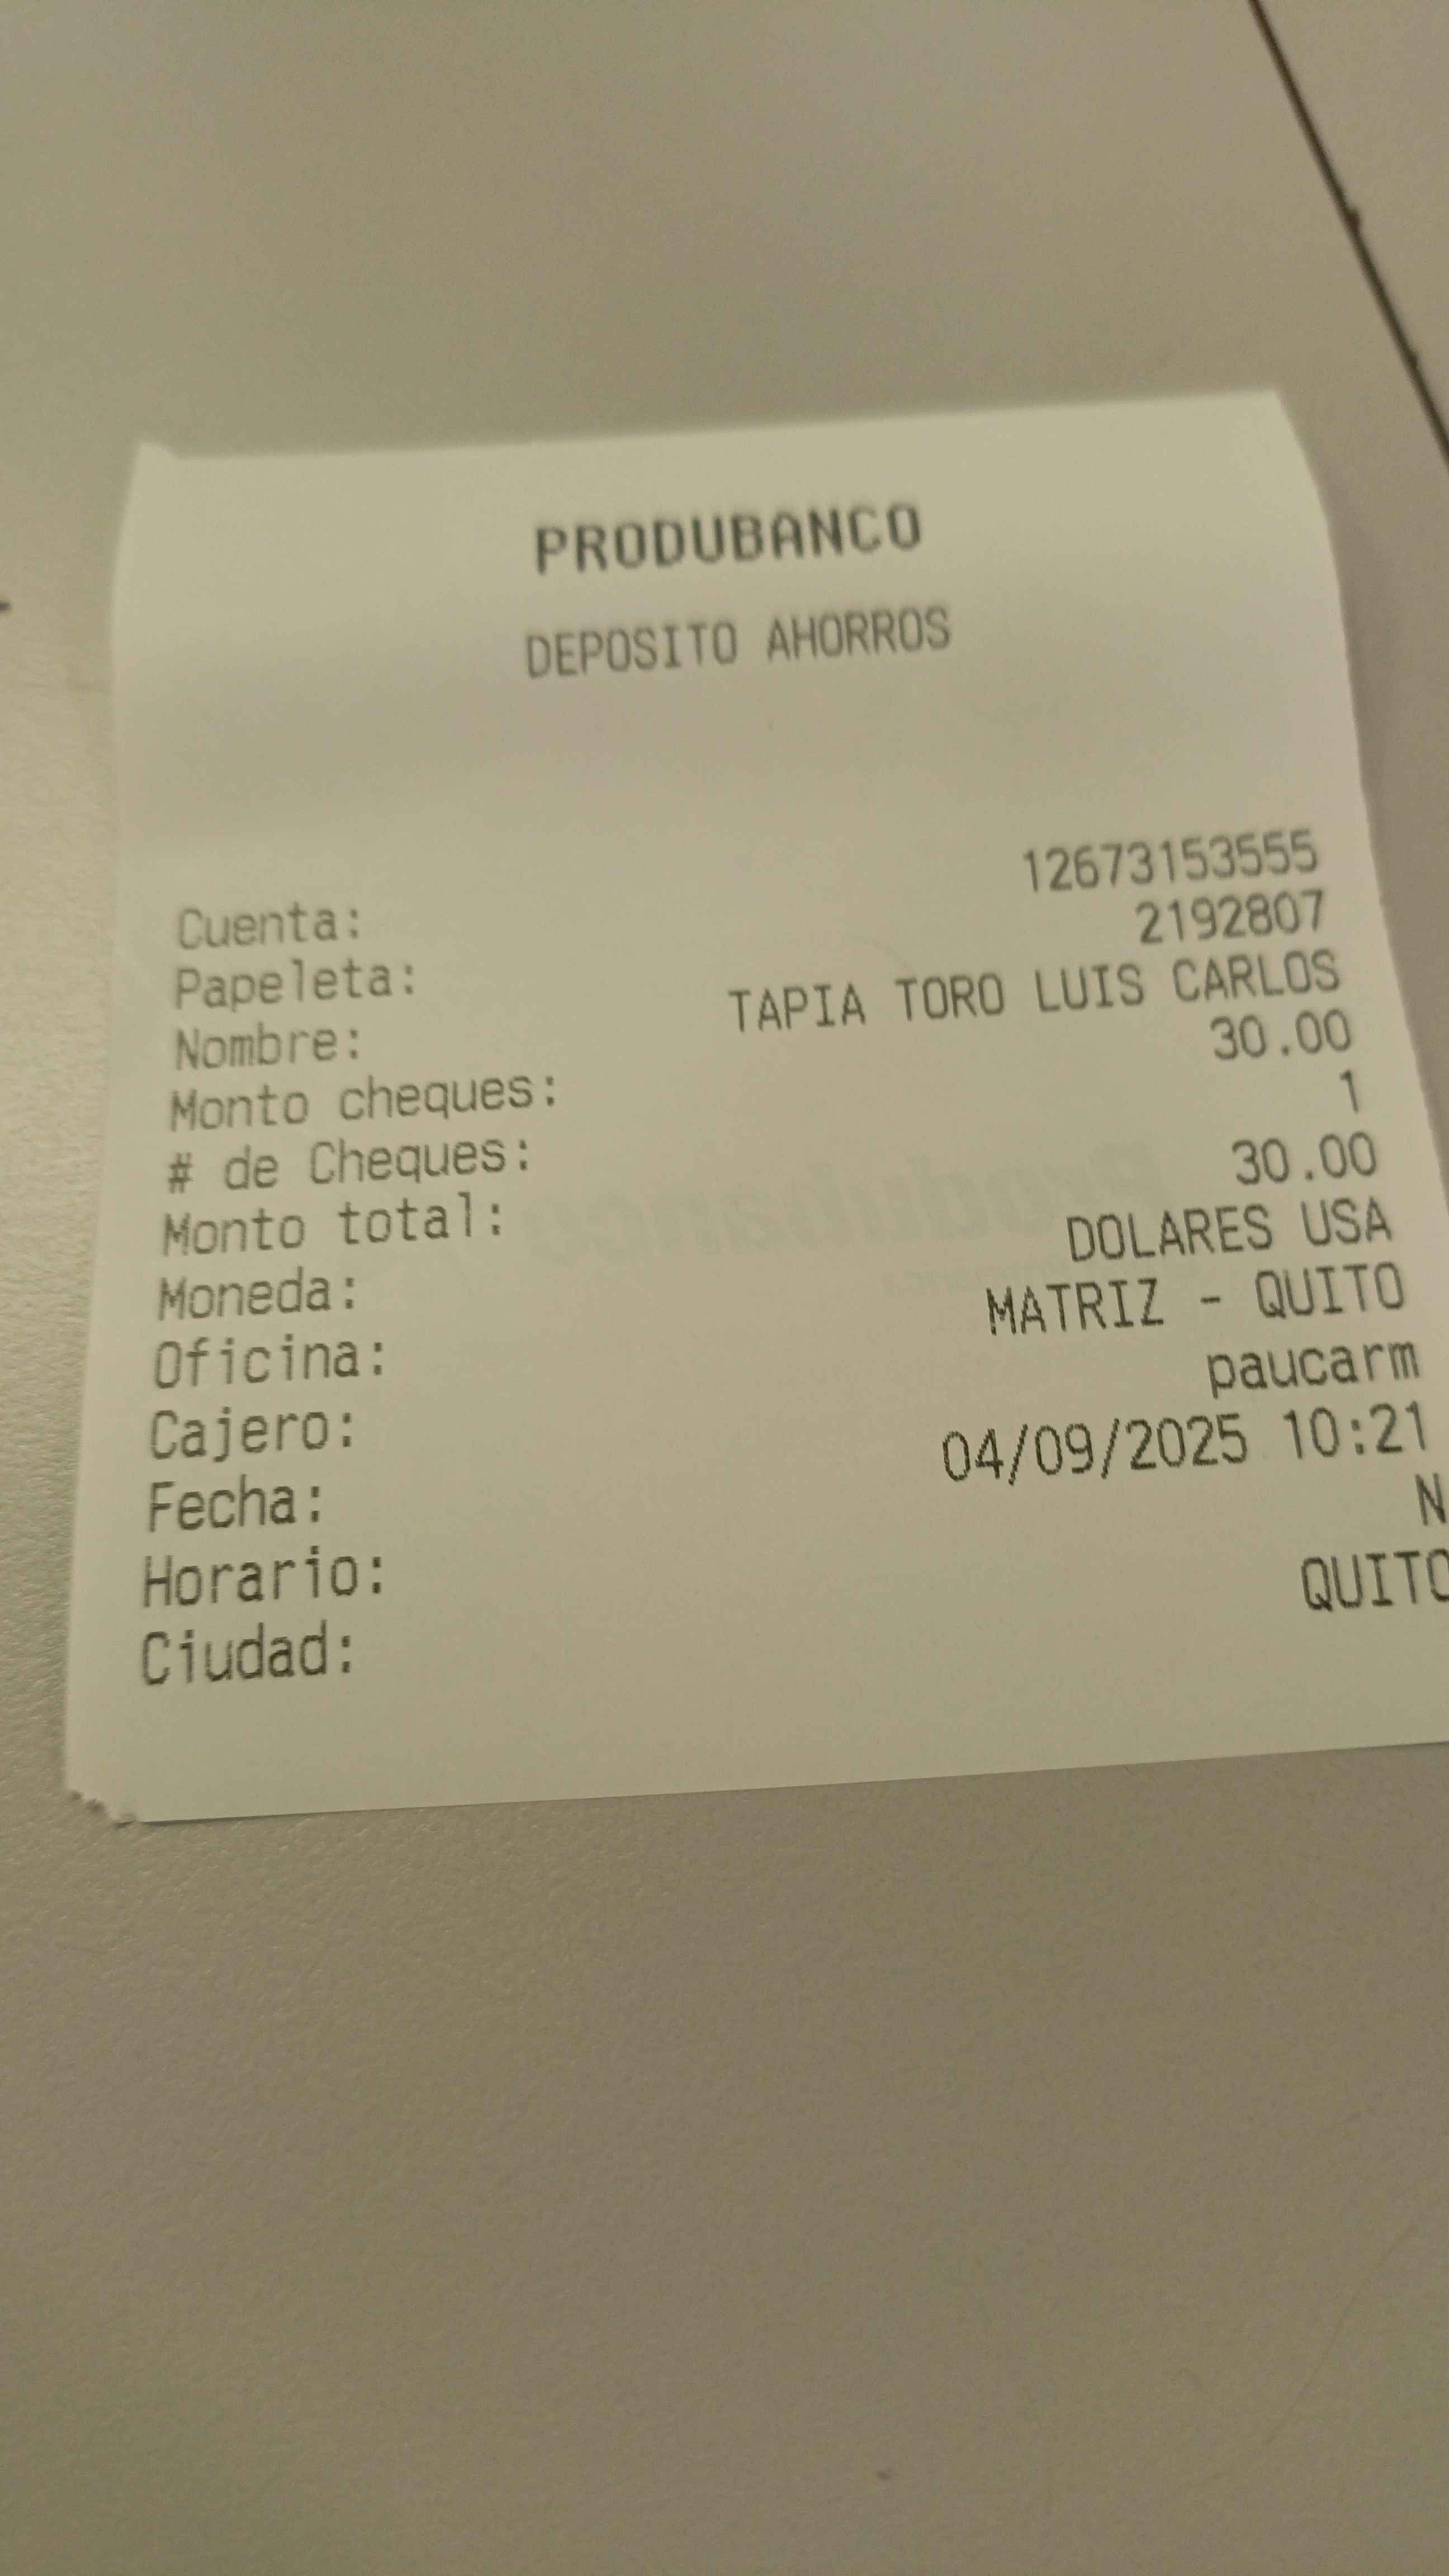 PRODUBANCO
DEPOSITO AHORROS
Cuenta: 12673153555
Papeleta: 2192807
Nombre: TAPIA TORO LUIS CARLOS
Monto cheques: 30.00
# de Cheques: 1
Monto total: 30.00
Moneda: DOLARES USA
Oficina: MATRIZ - QUITO
Cajero: paucarm
Fecha: 04/09/2025 10:21
Horario: N
Ciudad: QUITO